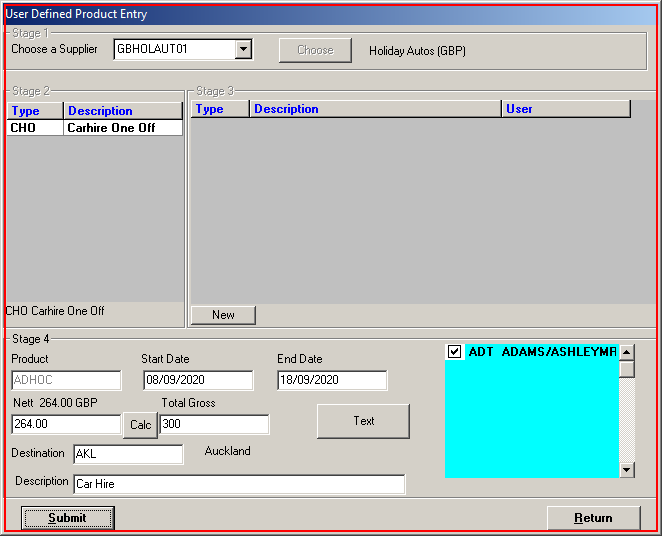 User Defined Product Entry
Stage 1
Choose a Supplier GBHOLAUT01 Choose Holiday Autos (GBP)
Stage 2 Stage 3
Type Description Type Description User
CHO Carhire One Off
CHO Carhire One Off
New
Stage 4
ADT ADAMS/ASHLEYMR
Product Start Date End Date
ADHOC 08/09/2020 18/09/2020
Nett 264.00 GBP Total Gross
264.00 Calc 300 Text
Destination AKL Auckland
Description Car Hire
Submit Return